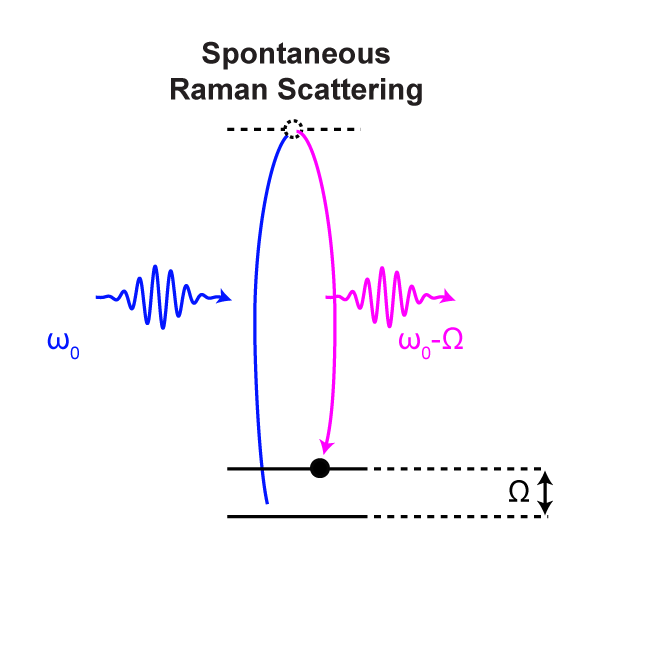 Spontaneous
Raman Scattering
ω₀
ω₀-Ω
Ω